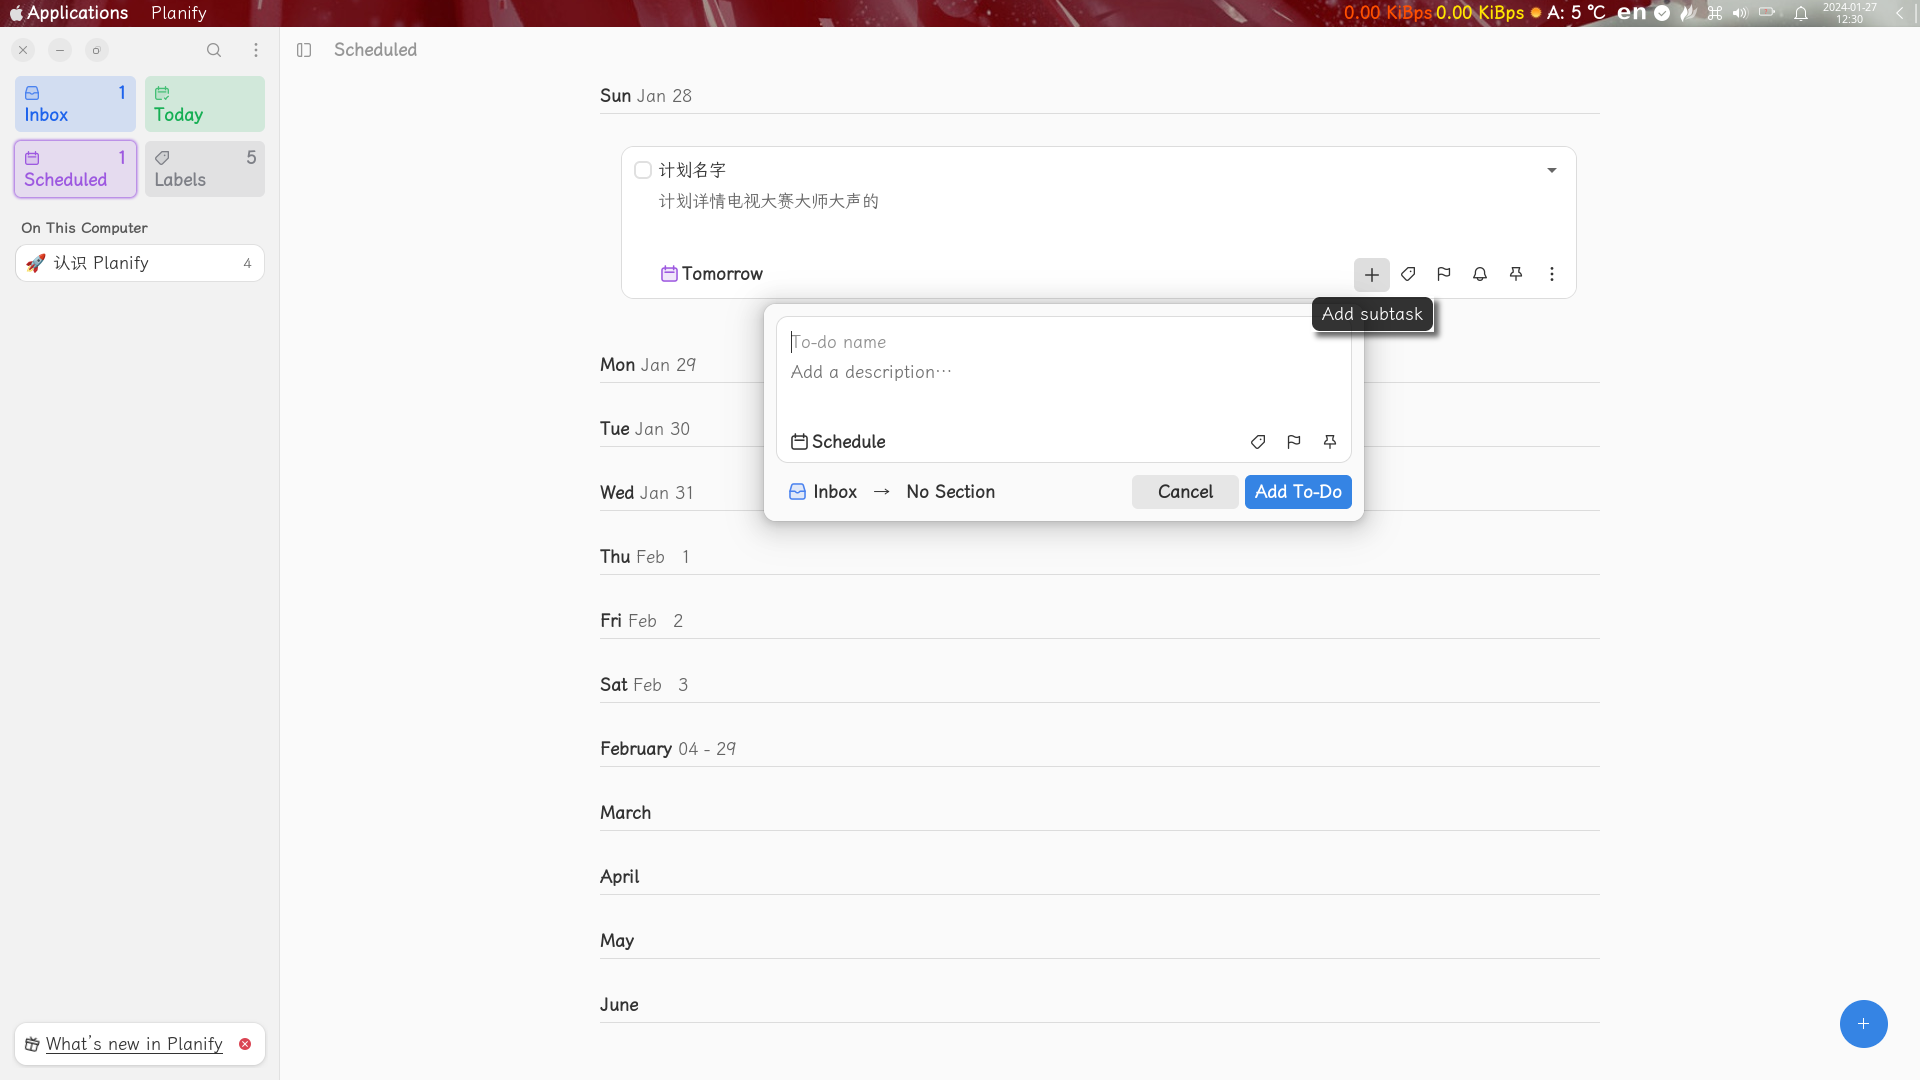 Applications Planify 0.00 KiBps 0.00 KiBps A: 5 ℃ en 2024-01-27
12:30
Scheduled
Inbox 1
Today
Scheduled 1
Labels 5
On This Computer
🚀 认识 Planify 4
What's new in Planify
Sun Jan 28
计划名字
计划详情电视大赛大师大声的
Tomorrow
Add subtask
To-do name
Add a description…
Schedule
Inbox → No Section Cancel Add To-Do
Mon Jan 29
Tue Jan 30
Wed Jan 31
Thu Feb 1
Fri Feb 2
Sat Feb 3
February 04 - 29
March
April
May
June